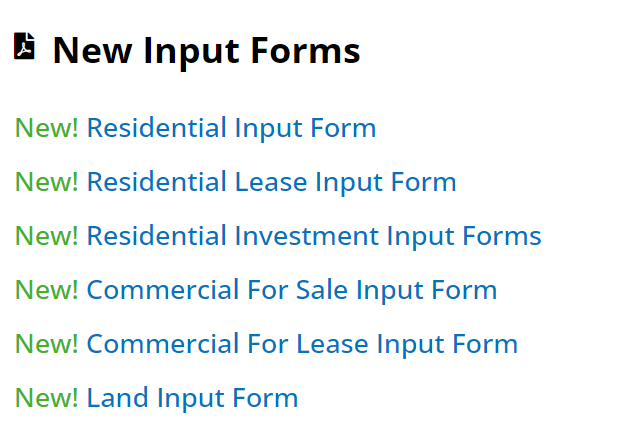 New Input Forms
New! Residential Input Form
New! Residential Lease Input Form
New! Residential Investment Input Forms
New! Commercial For Sale Input Form
New! Commercial For Lease Input Form
New! Land Input Form